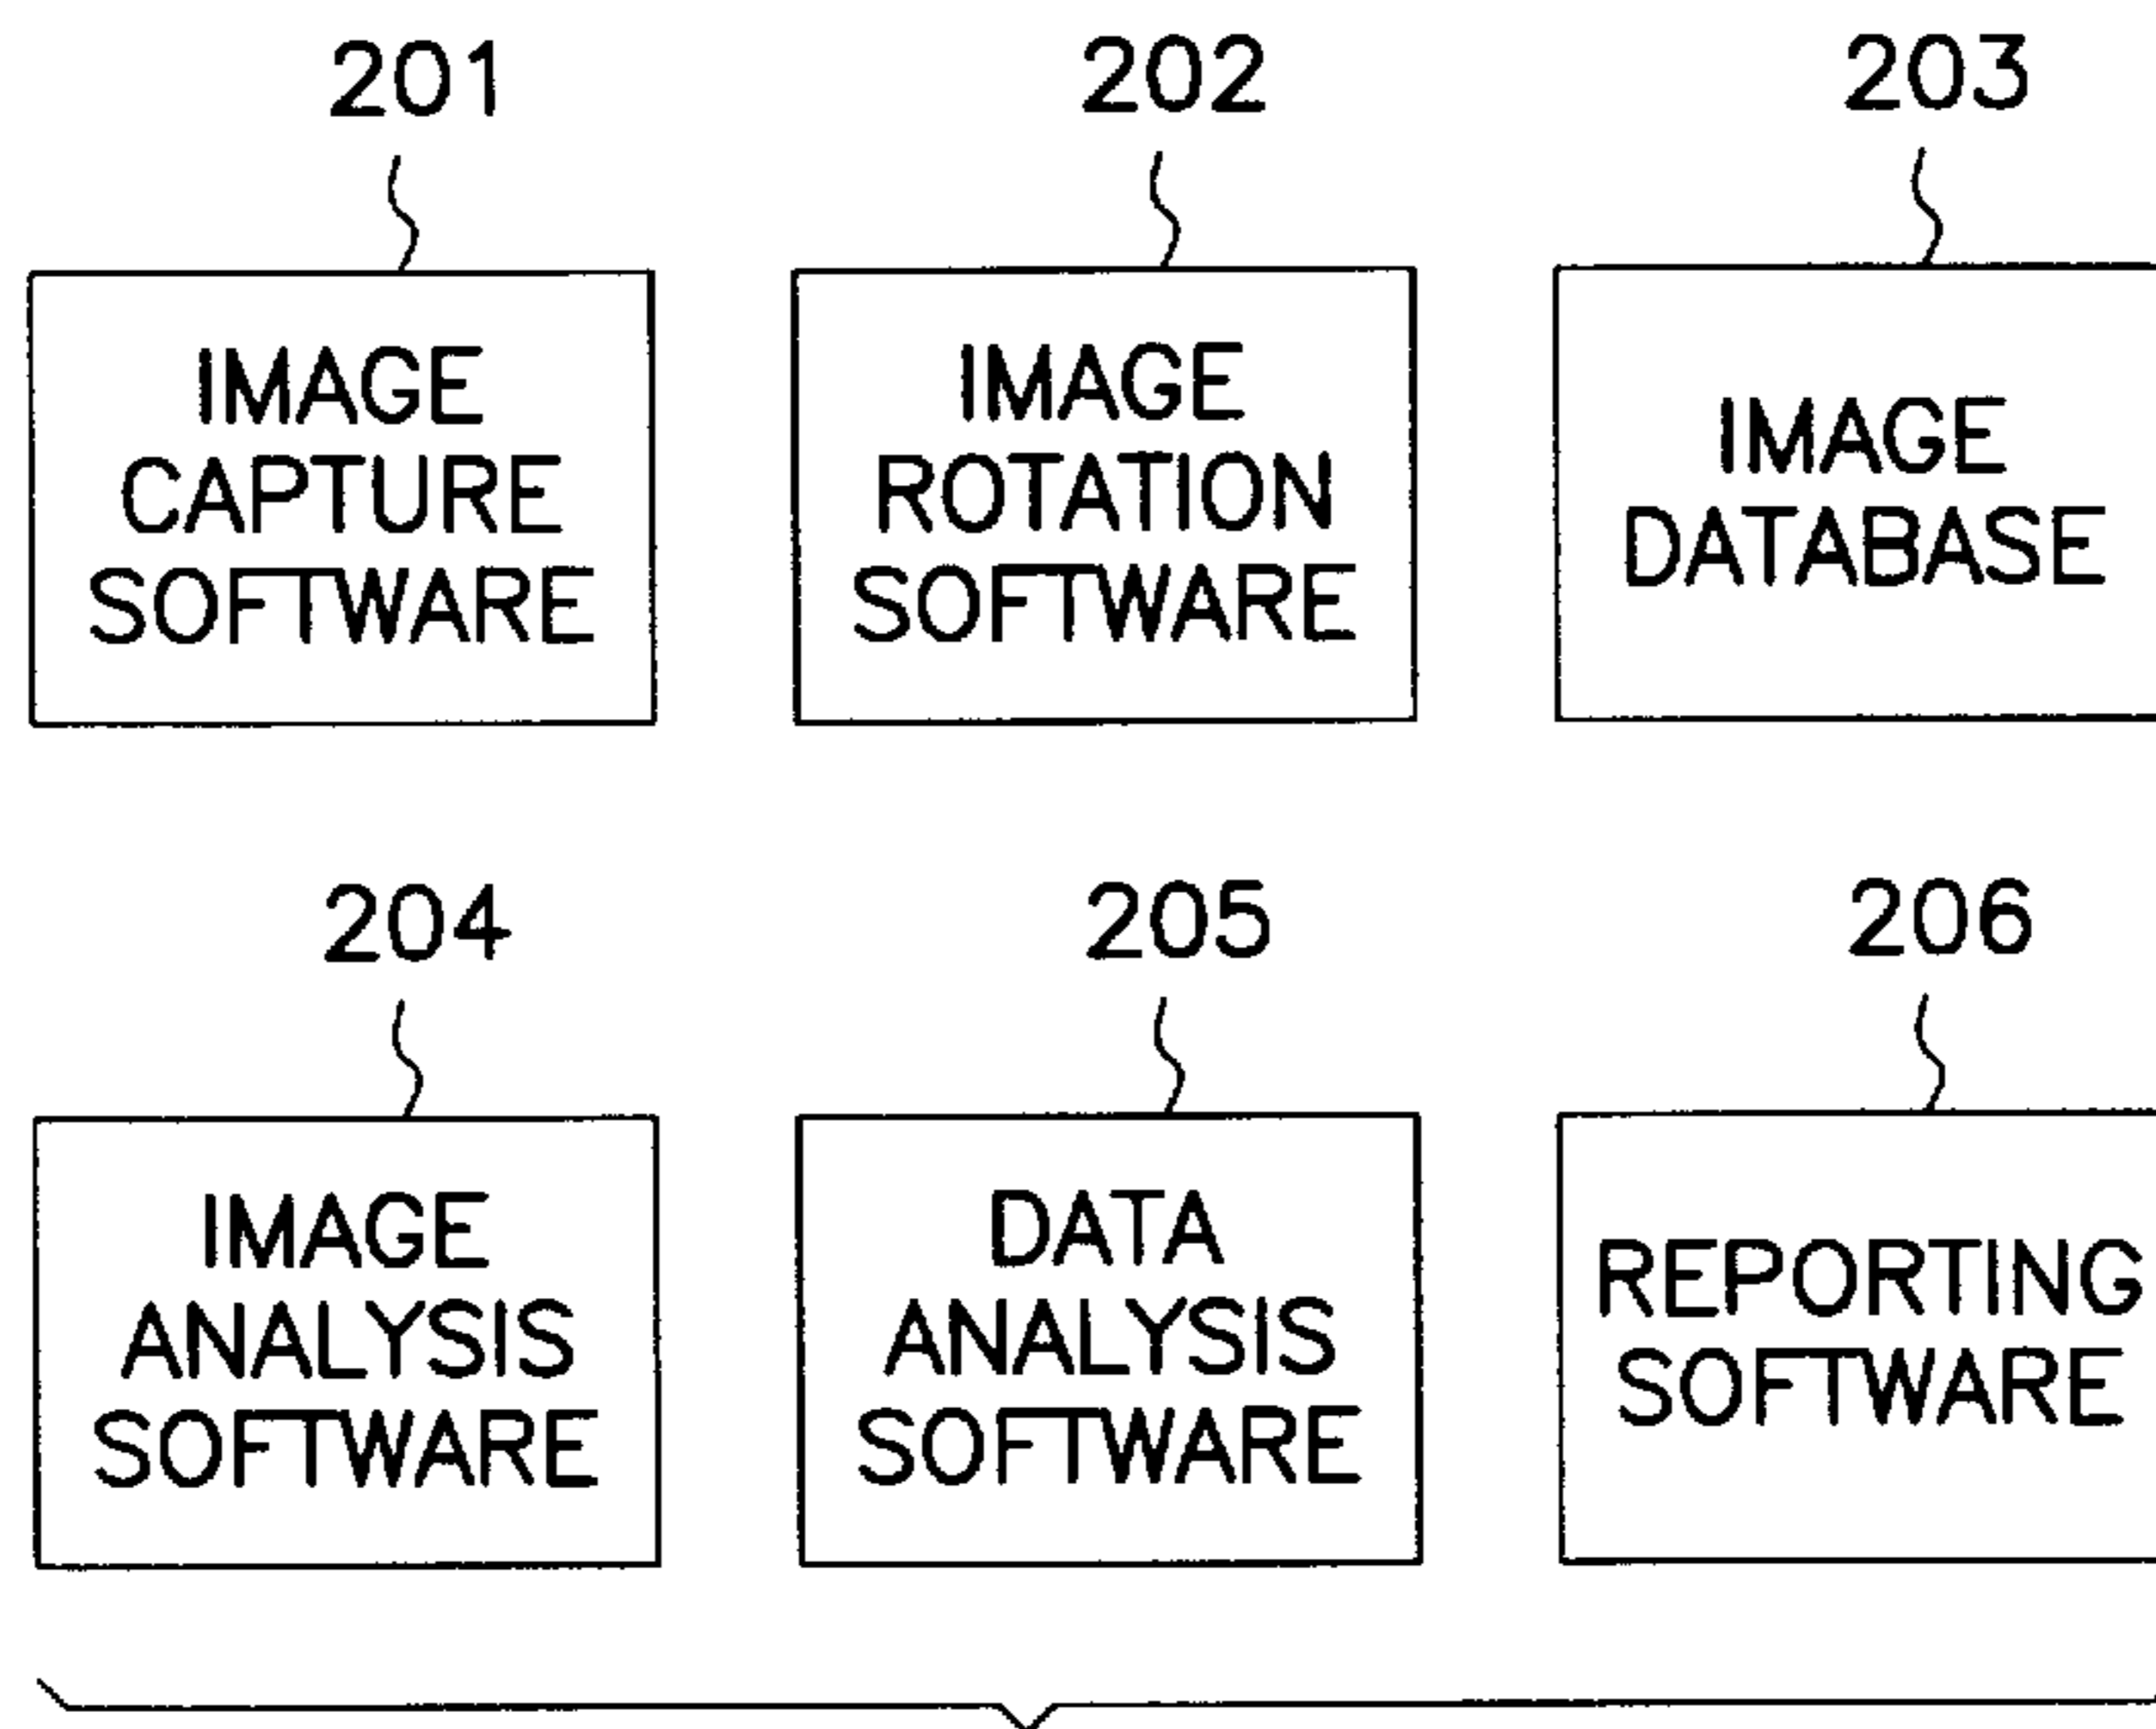 201
202
203
IMAGE
CAPTURE
SOFTWARE
IMAGE
ROTATION
SOFTWARE
IMAGE
DATABASE
204
205
206
IMAGE
ANALYSIS
SOFTWARE
DATA
ANALYSIS
SOFTWARE
REPORTING
SOFTWARE